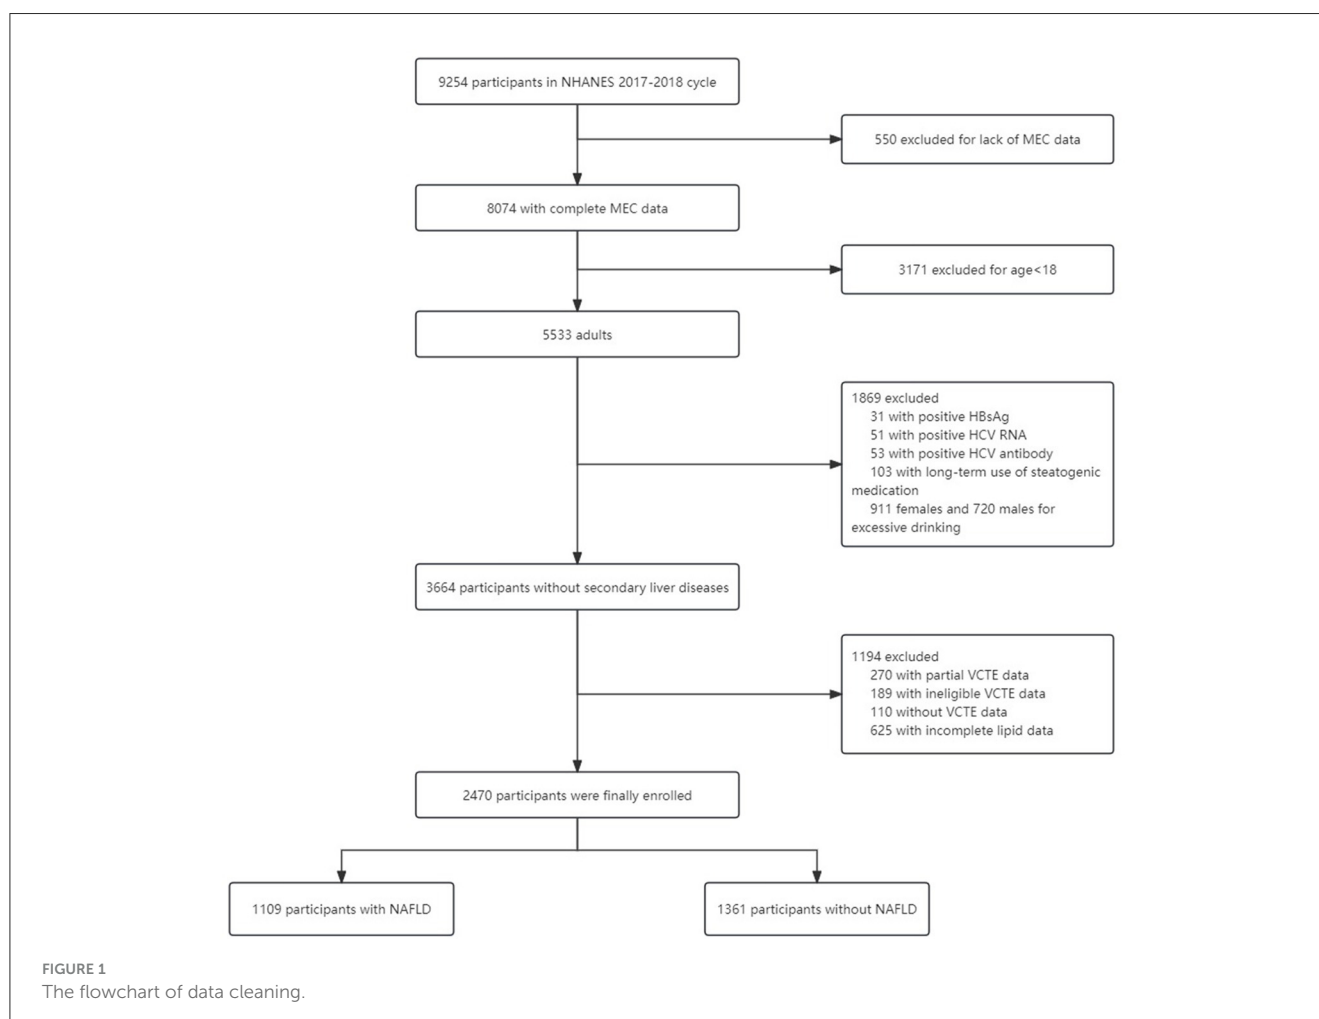 9254 participants in NHANES 2017-2018 cycle
550 excluded for lack of MEC data
8074 with complete MEC data
3171 excluded for age<18
5533 adults
1869 excluded
31 with positive HBsAg
51 with positive HCV RNA
53 with positive HCV antibody
103 with long-term use of steatogenic
medication
911 females and 720 males for
excessive drinking
3664 participants without secondary liver diseases
1194 excluded
270 with partial VCTE data
189 with ineligible VCTE data
110 without VCTE data
625 with incomplete lipid data
2470 participants were finally enrolled
1109 participants with NAFLD
1361 participants without NAFLD
FIGURE 1
The flowchart of data cleaning.